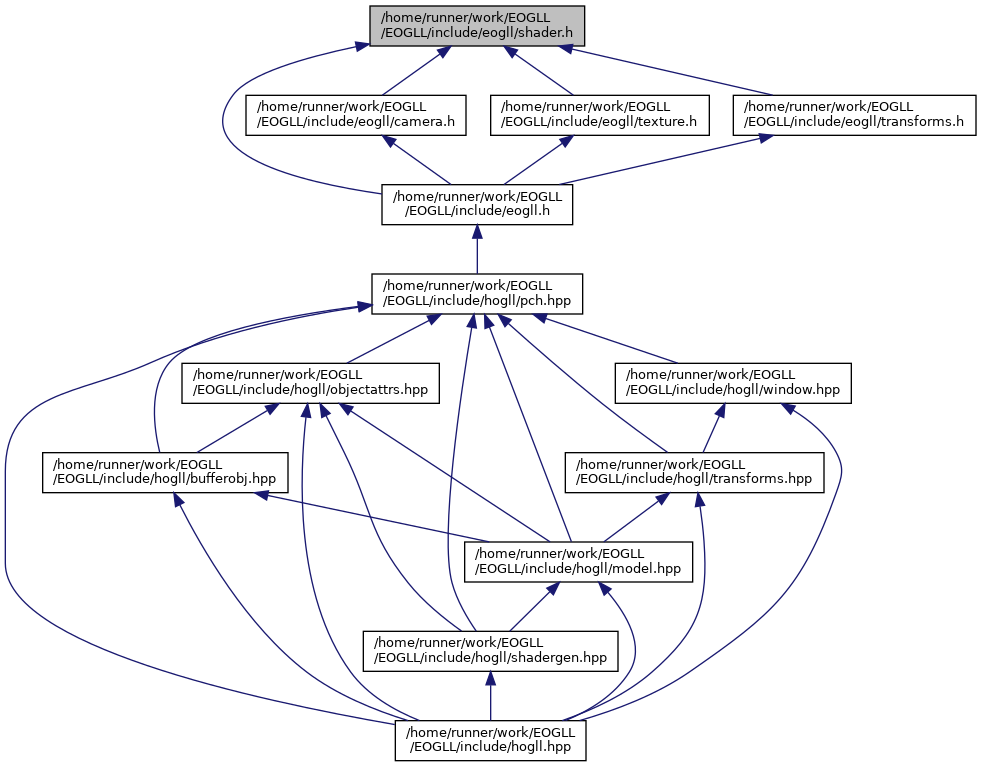 /home/runner/work/EOGLL
/EOGLL/include/eogll/shader.h
/home/runner/work/EOGLL
/EOGLL/include/eogll/camera.h
/home/runner/work/EOGLL
/EOGLL/include/eogll/texture.h
/home/runner/work/EOGLL
/EOGLL/include/eogll/transforms.h
/home/runner/work/EOGLL
/EOGLL/include/eogll.h
/home/runner/work/EOGLL
/EOGLL/include/hogll/pch.hpp
/home/runner/work/EOGLL
/EOGLL/include/hogll/objectattrs.hpp
/home/runner/work/EOGLL
/EOGLL/include/hogll/window.hpp
/home/runner/work/EOGLL
/EOGLL/include/hogll/bufferobj.hpp
/home/runner/work/EOGLL
/EOGLL/include/hogll/transforms.hpp
/home/runner/work/EOGLL
/EOGLL/include/hogll/model.hpp
/home/runner/work/EOGLL
/EOGLL/include/hogll/shadergen.hpp
/home/runner/work/EOGLL
/EOGLL/include/hogll.hpp